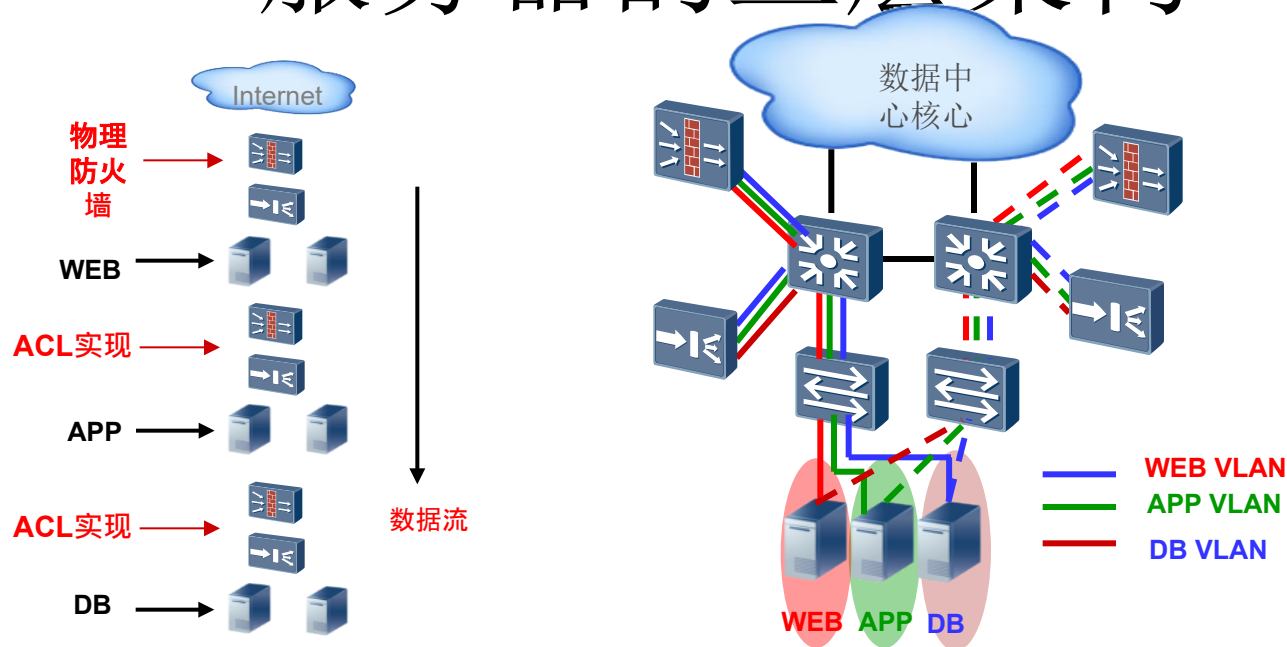 Internet
物理
防火
墙
WEB
ACL实现
APP
ACL实现
DB
数据流
数据中
心核心
WEB VLAN
APP VLAN
DB VLAN
WEB APP DB